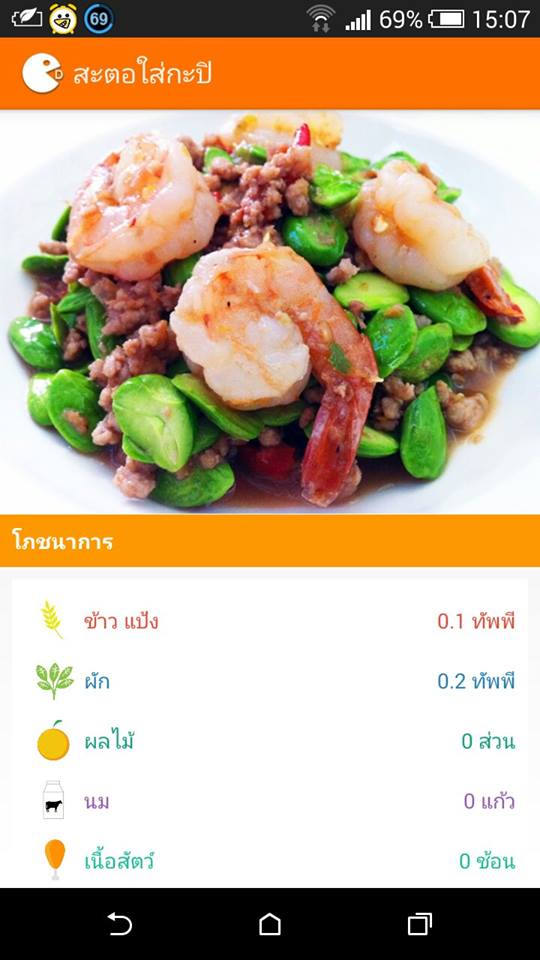 69
69% 15:07
D สะตอใส่กะปิ
โภชนาการ
ข้าว แป้ง 0.1 ทัพพี
ผัก 0.2 ทัพพี
ผลไม้ 0 ส่วน
นม 0 แก้ว
เนื้อสัตว์ 0 ช้อน